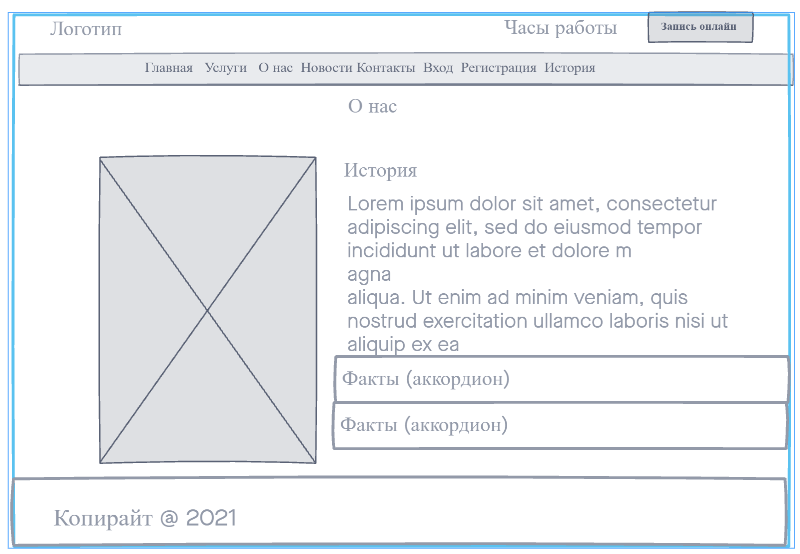 Логотип
Часы работы
Запись онлайн
Главная Услуги О нас Новости Контакты Вход Регистрация История
О нас
История
Lorem ipsum dolor sit amet, consectetur
adipiscing elit, sed do eiusmod tempor
incididunt ut labore et dolore m
agna
aliqua. Ut enim ad minim veniam, quis
nostrud exercitation ullamco laboris nisi ut
aliquip ex ea
Факты (аккордион)
Факты (аккордион)
Копирайт @ 2021